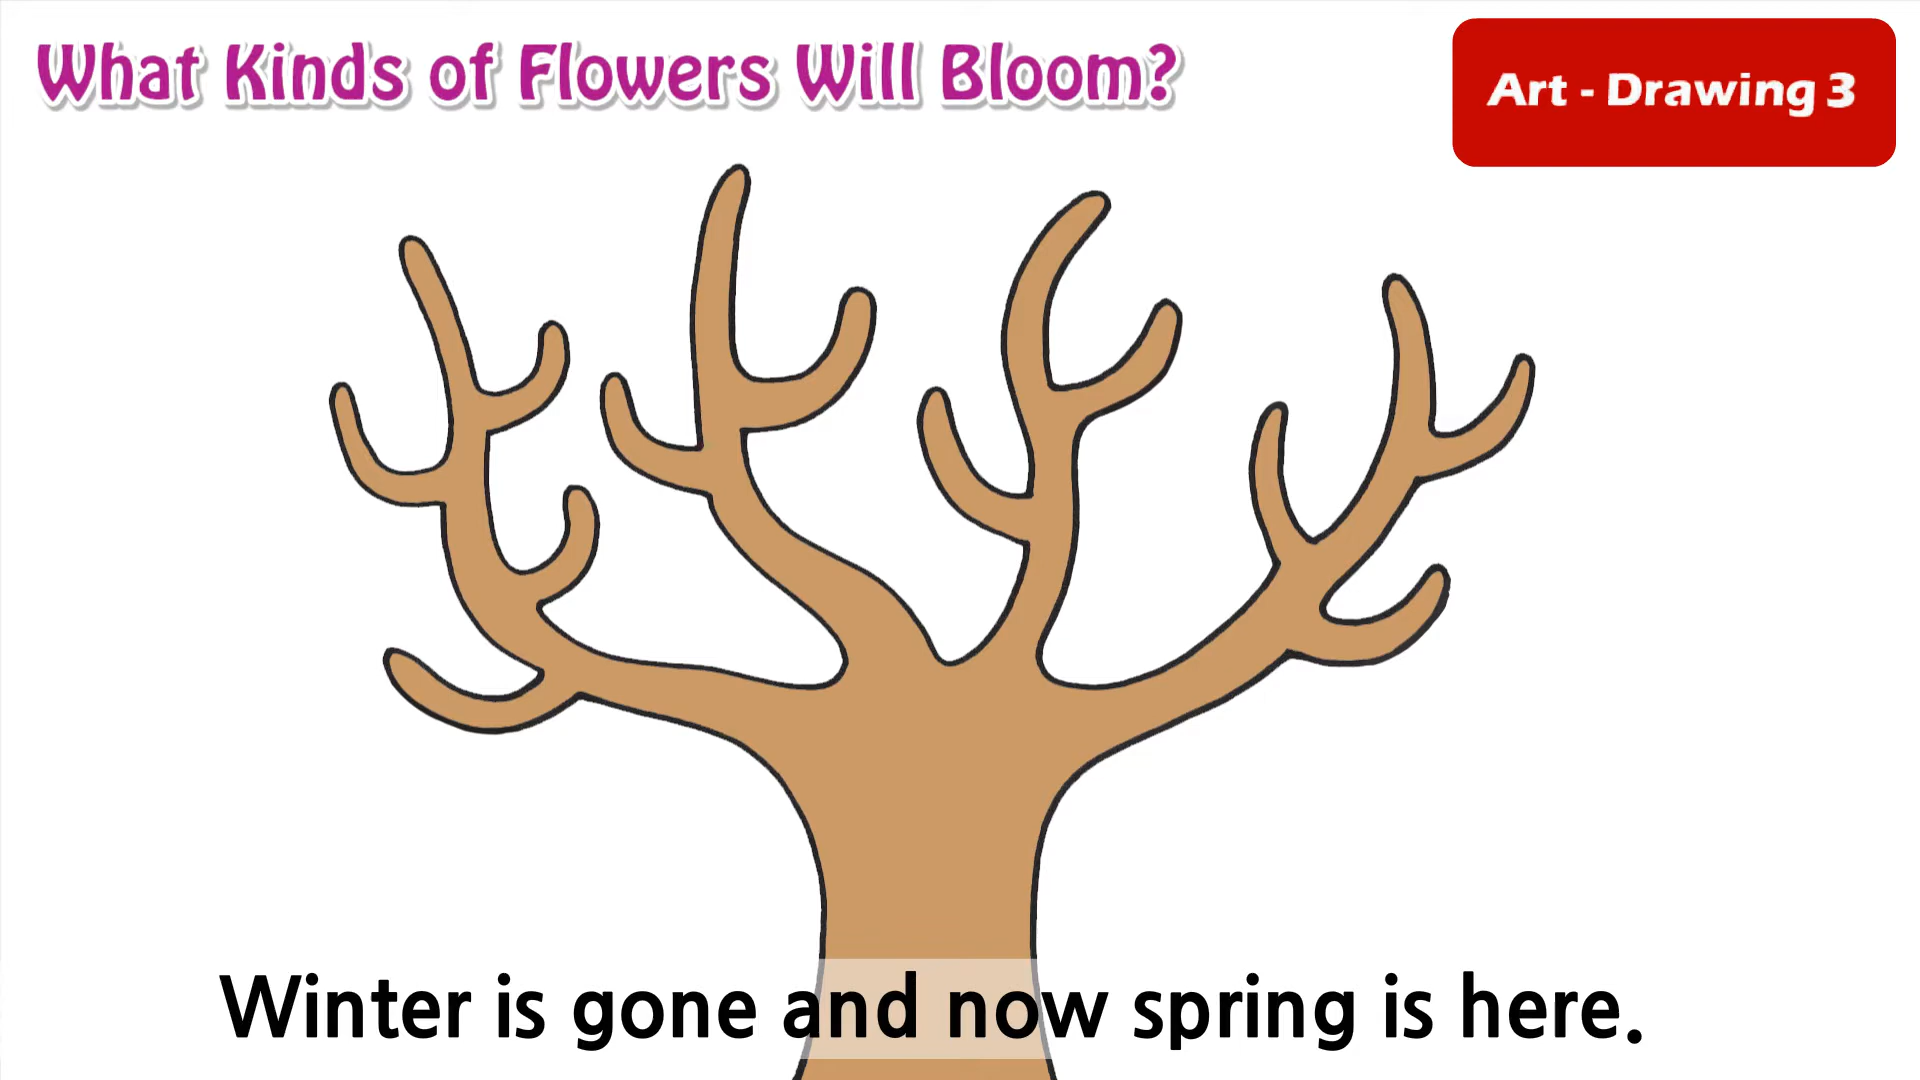 What Kinds of Flowers Will Bloom?
Art - Drawing 3
Winter is gone and now spring is here.